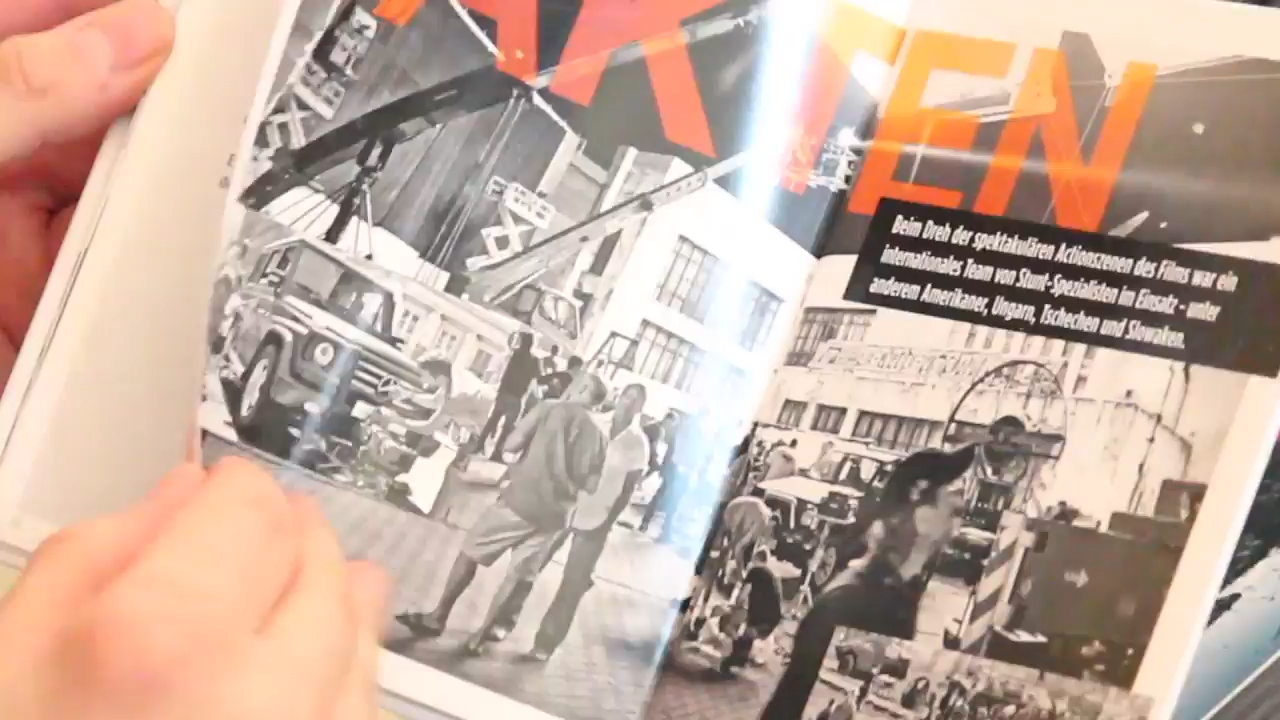 AKTEN
Beim Dreh der spektakulären Actionszenen des Films war ein
internationales Team von Stunt-Spezialisten im Einsatz – unter
anderem Amerikaner, Ungarn, Tschechen und Slowaken.